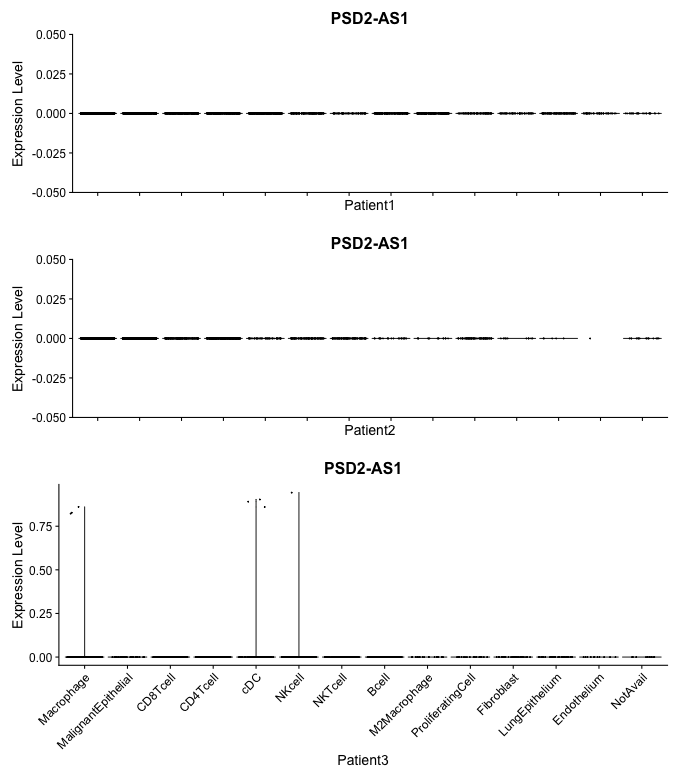 PSD2-AS1
0.050
0.025
0.000
-0.025
-0.050
Expression Level
Patient1
PSD2-AS1
0.050
0.025
0.000
-0.025
-0.050
Expression Level
Patient2
PSD2-AS1
0.75
0.50
0.25
0.00
Expression Level
Macrophage
MalignantEpithelial
CD8Tcell
CD4Tcell
cDC
NKcell
NKTcell
Bcell
M2Macrophage
ProliferatingCell
Fibroblast
LungEpithelium
Endothelium
NotAvail
Patient3